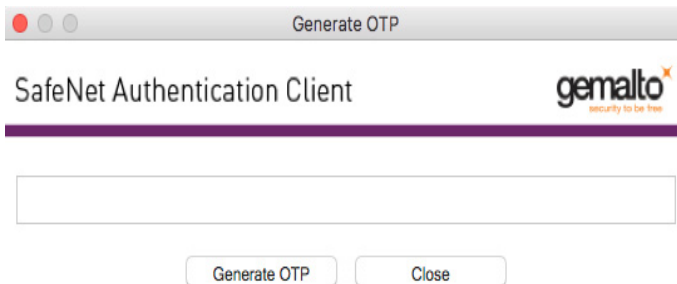 Generate OTP
SafeNet Authentication Client
gemalto
security to be free
Generate OTP
Close